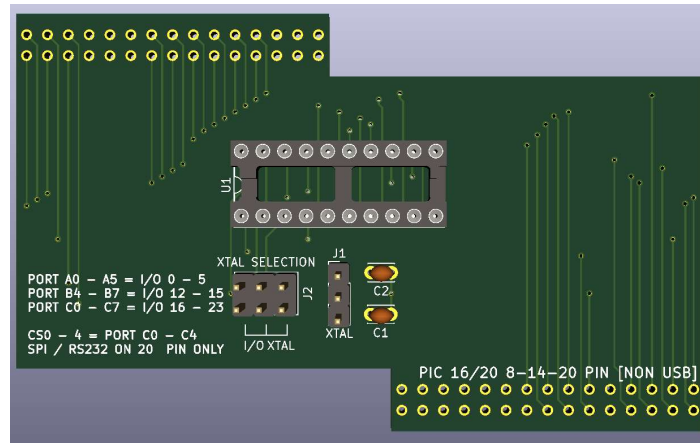 U1
XTAL SELECTION
J1
PORT A0 - A5 = I/O 0 - 5
PORT B4 - B7 = I/O 12 - 15
PORT C0 - C7 = I/O 16 - 23
J2
C2
CS0 - 4 = PORT C0 - C4
SPI / RS232 ON 20 PIN ONLY
I/O XTAL
XTAL
C1
PIC 16/20 8-14-20 PIN [NON USB]